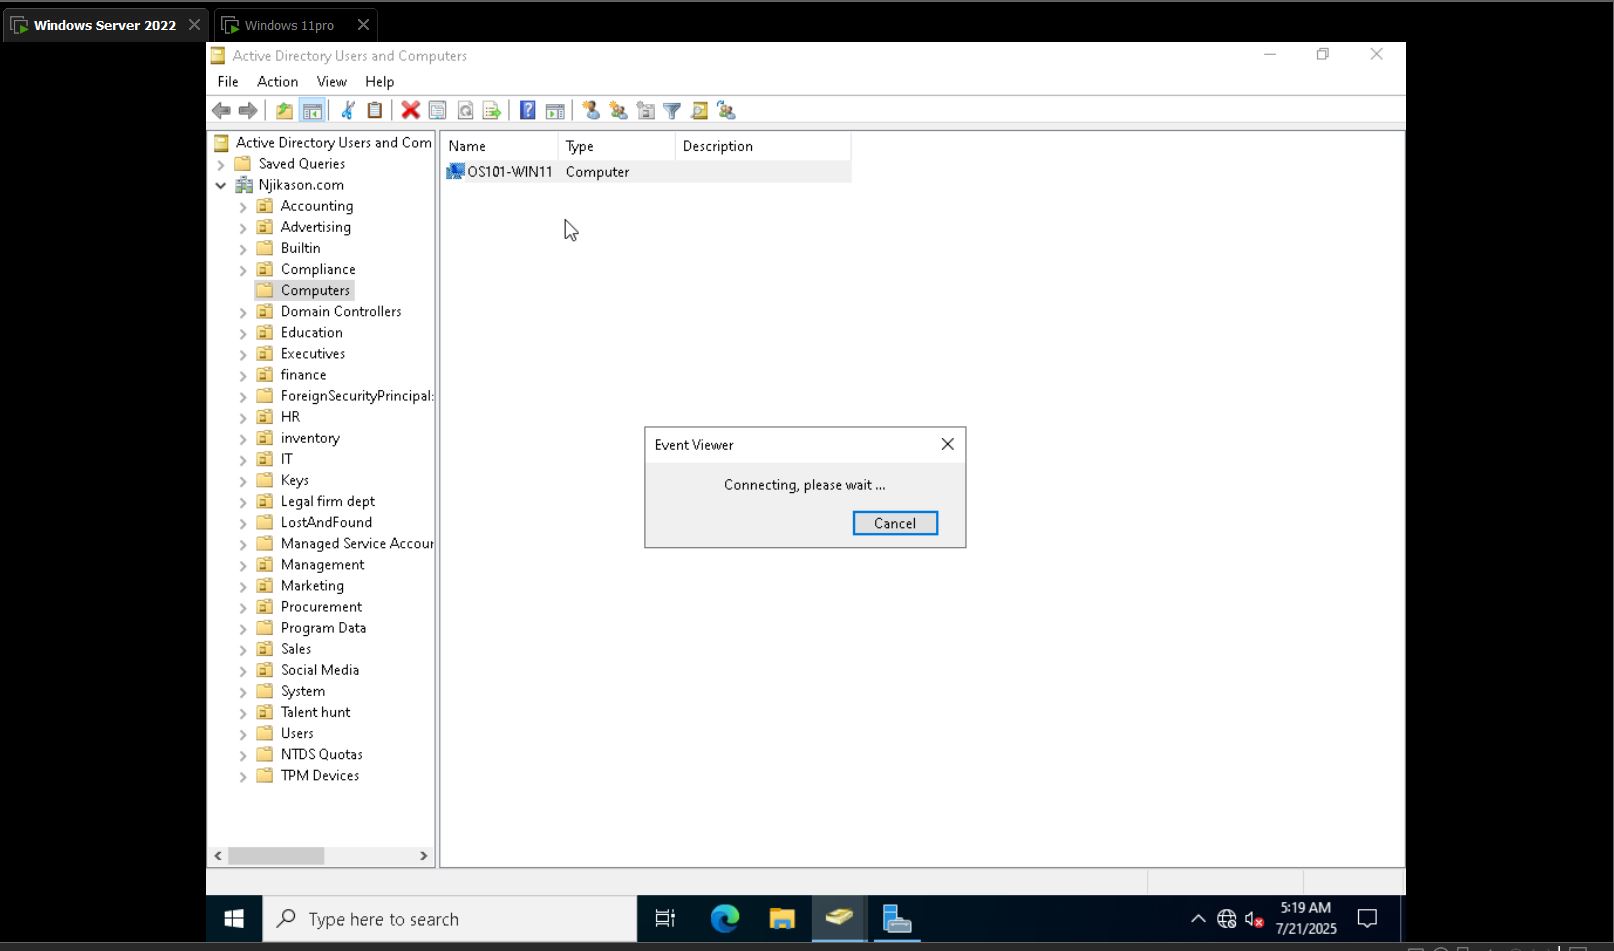 Windows Server 2022
Windows 11pro
Active Directory Users and Computers
File Action View Help
Active Directory Users and Com
Saved Queries
Njikason.com
Accounting
Advertising
Builtin
Compliance
Computers
Domain Controllers
Education
Executives
finance
ForeignSecurityPrincipal:
HR
inventory
IT
Keys
Legal firm dept
LostAndFound
Managed Service Accour
Management
Marketing
Procurement
Program Data
Sales
Social Media
System
Talent hunt
Users
NTDS Quotas
TPM Devices
Name Type Description
OS101-WIN11 Computer
Event Viewer
Connecting, please wait ...
Cancel
Type here to search
5:19 AM
7/21/2025